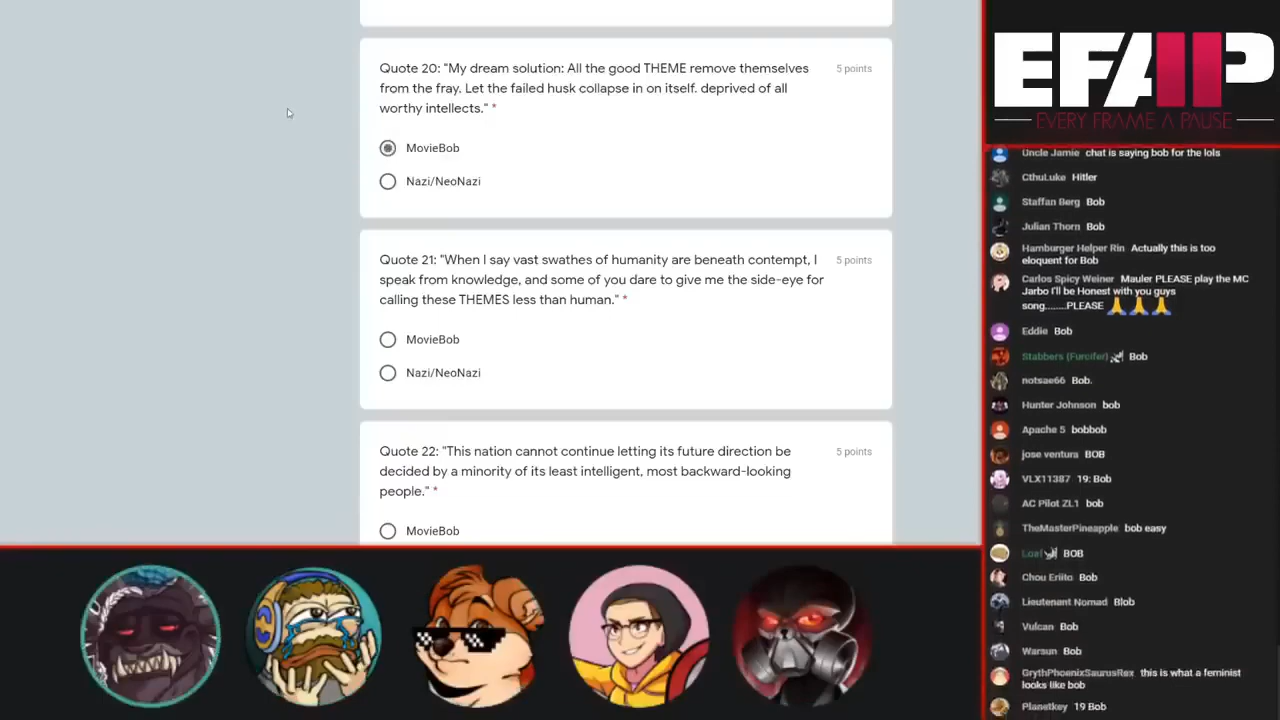 Quote 20: "My dream solution: All the good THEME remove themselves
from the fray. Let the failed husk collapse in on itself. deprived of all
worthy intellects." *
5 points
MovieBob
Nazi/NeoNazi
Quote 21: "When I say vast swathes of humanity are beneath contempt, I
speak from knowledge, and some of you dare to give me the side-eye for
calling these THEMES less than human." *
5 points
MovieBob
Nazi/NeoNazi
Quote 22: "This nation cannot continue letting its future direction be
decided by a minority of its least intelligent, most backward-looking
people." *
5 points
MovieBob
EFAP
EVERY FRAME A PAUSE
Uncle Jamie chat is saying bob for the lols
CthuLuke Hitler
Staffan Berg Bob
Julian Thorn Bob
Hamburger Helper Rin Actually this is too
eloquent for Bob
Carlos Spicy Weiner Mauler PLEASE play the MC
Jarbo I'll be Honest with you guys
song........PLEASE 🙏🙏🙏
Eddie Bob
Stabbers (Furcifer) Bob
notsae66 Bob.
Hunter Johnson bob
Apache 5 bobbob
jose ventura BOB
VLX11387 19: Bob
AC Pilot ZL1 bob
TheMasterPineapple bob easy
Loaf BOB
Chou Eriito Bob
Lieutenant Nomad Blob
Vulcan Bob
Warsun Bob
GrythPhoenixSaurusRex this is what a feminist
looks like bob
Planetkey 19 Bob